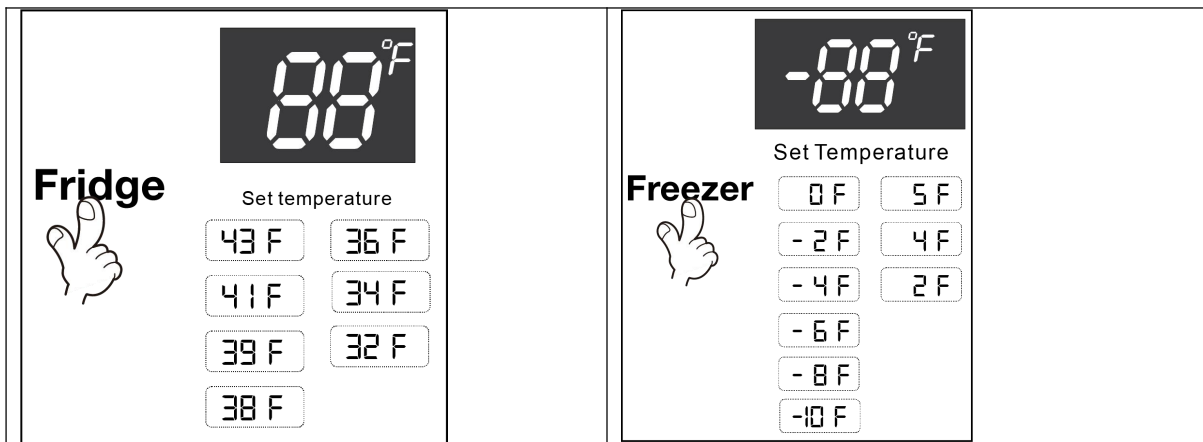 88°F
Fridge
Set temperature
43 F 36 F
41 F 34 F
39 F 32 F
38 F
-88°F
Set Temperature
Freezer
0 F 5 F
- 2 F 4 F
- 4 F 2 F
- 6 F
- 8 F
-10 F